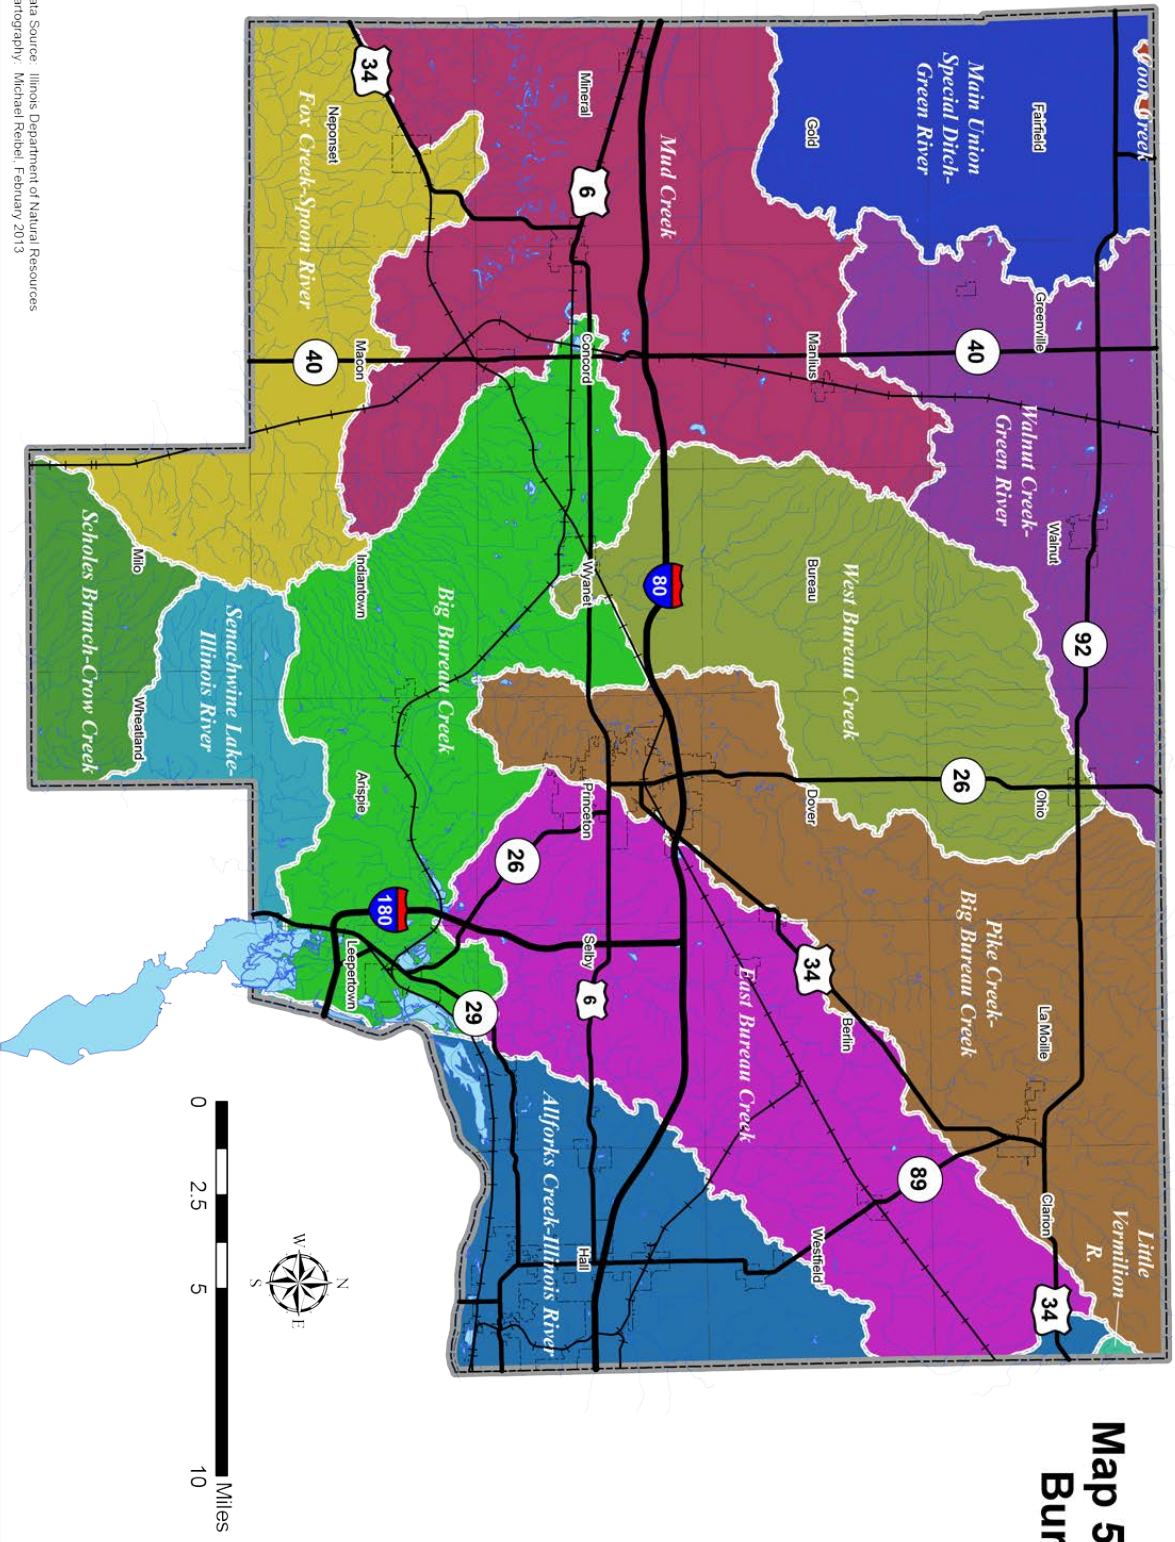 Map 5
Bur
Coon Creek
Little
Vermilion
R.
92
Fairfield
Greenville
Walnut
Ohio
La Moille
Clarion
34
Main Union
Special Ditch-
Green River
40
Walnut Creek-
Green River
26
Pike Creek-
Big Bureau Creek
89
Gold
Manlius
Bureau
West Bureau Creek
Dover
34
Berlin
Westfield
Mud Creek
80
East Bureau Creek
Mineral
6
Concord
Wyanet
Princeton
Selby
6
Hall
26
29
Allforks Creek-Illinois River
34
Neponset
Macon
Indiantown
Big Bureau Creek
Arispie
180
Leepertown
Fox Creek-Spoon River
40
Senachwine Lake-
Illinois River
Milo
Wheatland
Scholes Branch-Crow Creek
N
W
E
S
0
2.5
5
10
Miles
ata Source: Illinois Department of Natural Resources
artography: Michael Reibel, February 2013